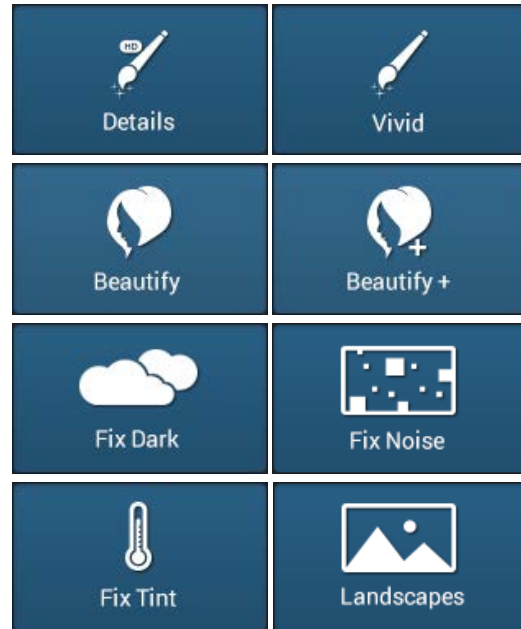 HD
Details
Vivid
Beautify
Beautify +
Fix Dark
Fix Noise
Fix Tint
Landscapes